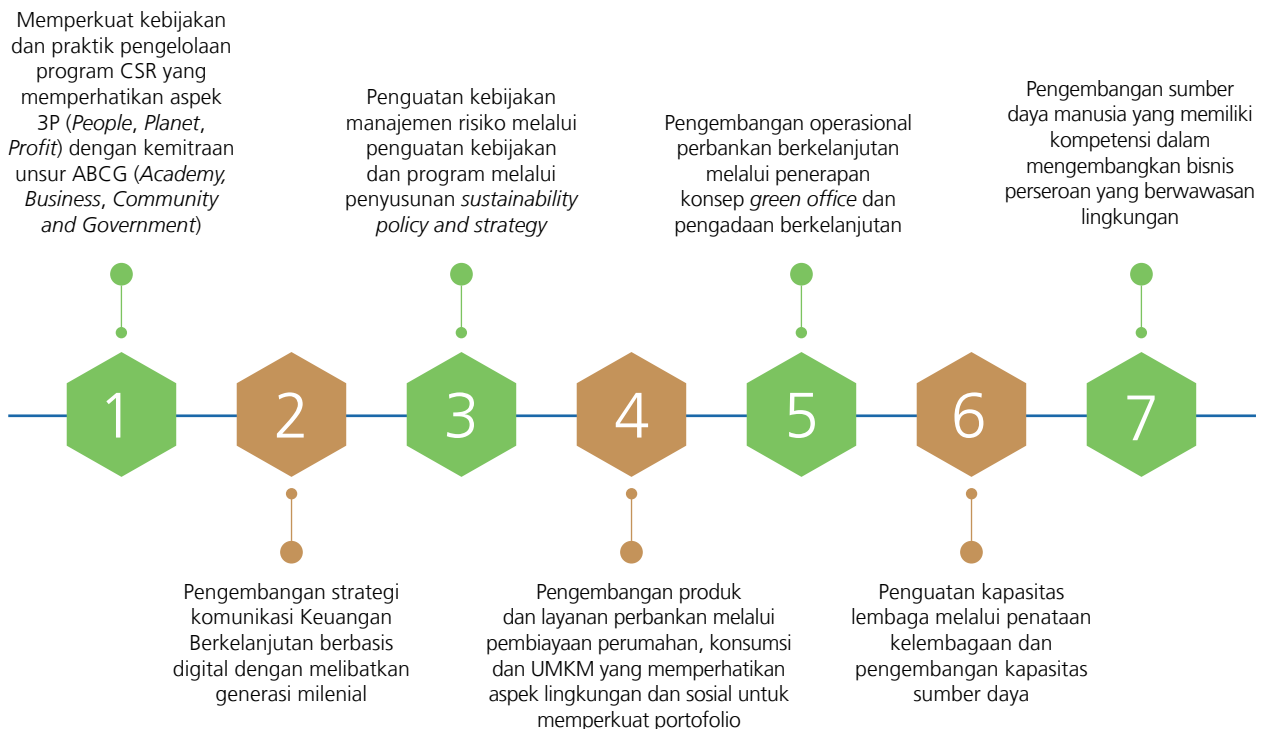 Memperkuat kebijakan
dan praktik pengelolaan
program CSR yang
memperhatikan aspek
3P (People, Planet,
Profit) dengan kemitraan
unsur ABCG (Academy,
Business, Community
and Government)
Penguatan kebijakan
manajemen risiko melalui
penguatan kebijakan
dan program melalui
penyusunan sustainability
policy and strategy
Pengembangan operasional
perbankan berkelanjutan
melalui penerapan
konsep green office dan
pengadaan berkelanjutan
Pengembangan sumber
daya manusia yang memiliki
kompetensi dalam
mengembangkan bisnis
perseroan yang berwawasan
lingkungan
1
2
3
4
5
6
7
Pengembangan strategi
komunikasi Keuangan
Berkelanjutan berbasis
digital dengan melibatkan
generasi milenial
Pengembangan produk
dan layanan perbankan melalui
pembiayaan perumahan, konsumsi
dan UMKM yang memperhatikan
aspek lingkungan dan sosial untuk
memperkuat portofolio
Penguatan kapasitas
lembaga melalui penataan
kelembagaan dan
pengembangan kapasitas
sumber daya